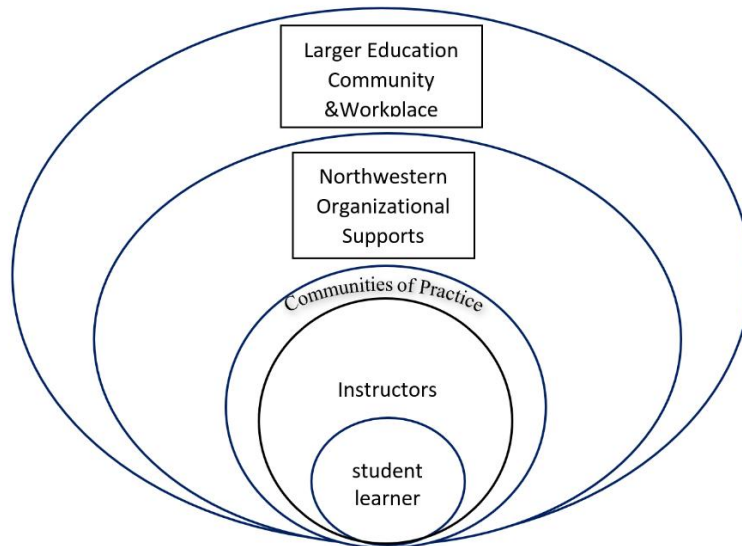 Larger Education
Community
&Workplace
Northwestern
Organizational
Supports
Communities of Practice
Instructors
student
learner